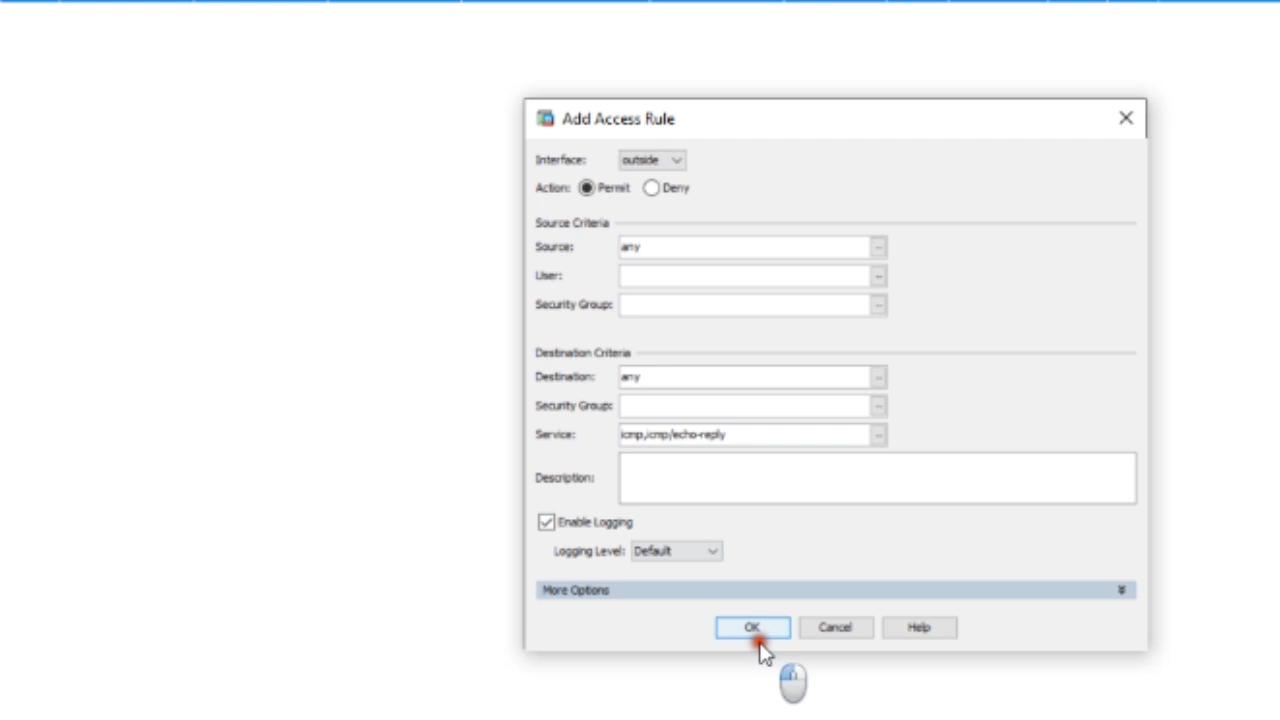 Add Access Rule
Interface: outside
Action: Permit Deny
Source Criteria
Source: any ...
User: ...
Security Group: ...
Destination Criteria
Destination: any ...
Security Group: ...
Service: icmp,icmp/echo-reply ...
Description:
Enable Logging
Logging Level: Default
More Options
OK Cancel Help